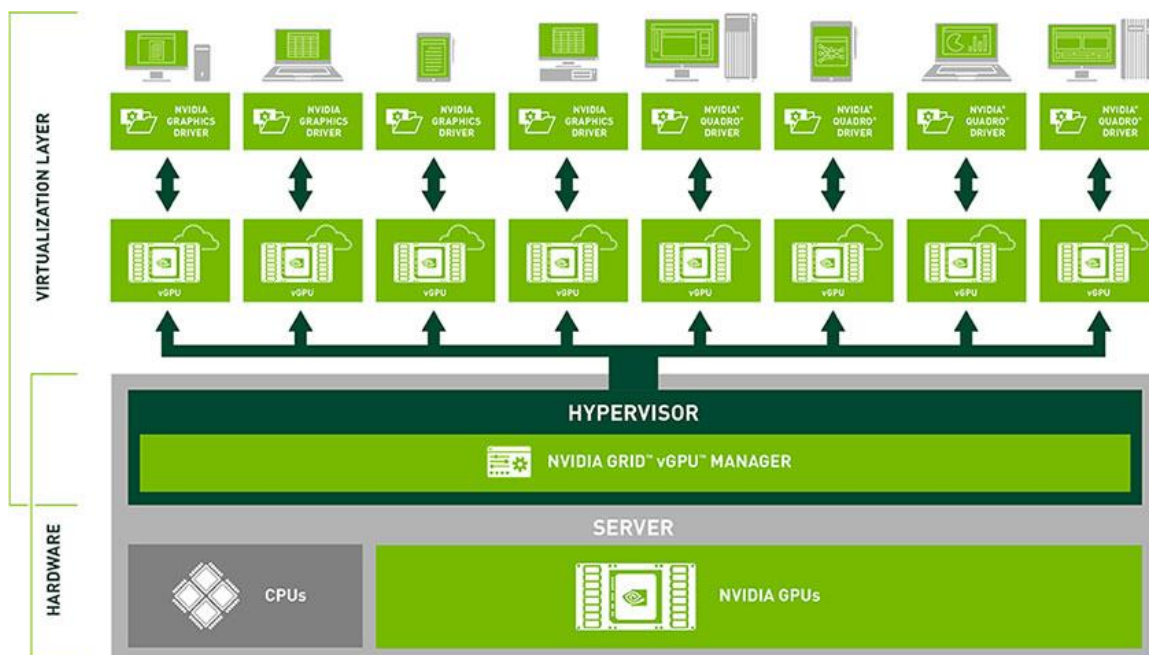 VIRTUALIZATION LAYER
NVIDIA
GRAPHICS
DRIVER
NVIDIA
GRAPHICS
DRIVER
NVIDIA
GRAPHICS
DRIVER
NVIDIA
GRAPHICS
DRIVER
NVIDIA®
QUADRO®
DRIVER
NVIDIA®
QUADRO®
DRIVER
NVIDIA®
QUADRO®
DRIVER
NVIDIA®
QUADRO®
DRIVER
vGPU
vGPU
vGPU
vGPU
vGPU
vGPU
vGPU
vGPU
HYPERVISOR
NVIDIA GRID™ vGPU™ MANAGER
HARDWARE
SERVER
CPUs
NVIDIA GPUs